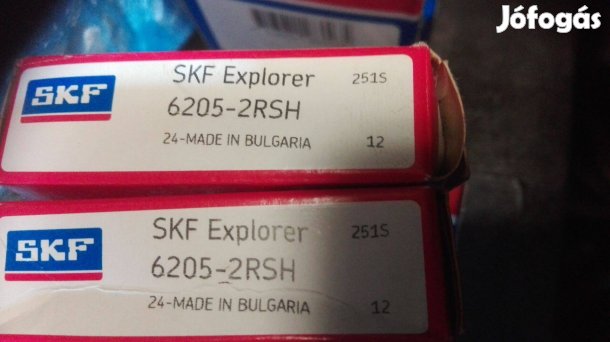 Jófogás
SKF
SKF Explorer 251S
6205-2RSH
24-MADE IN BULGARIA 12
SKF
SKF Explorer 251S
6205-2RSH
24-MADE IN BULGARIA 12